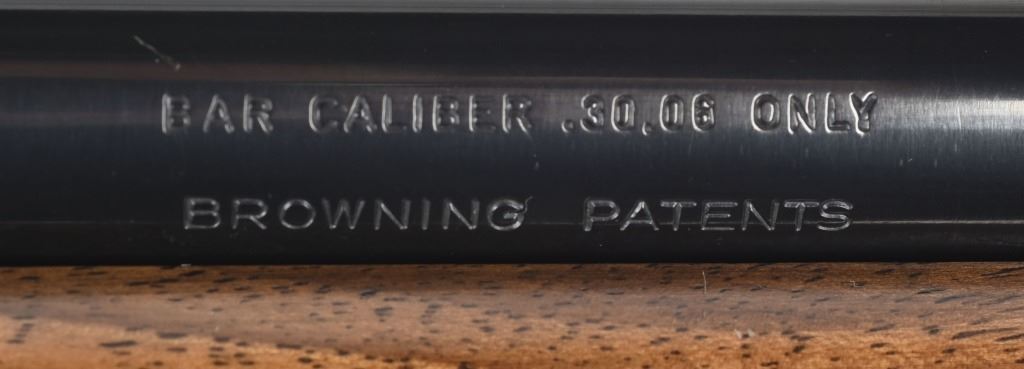 BAR CALIBER .30.06 ONLY
BROWNING PATENTS